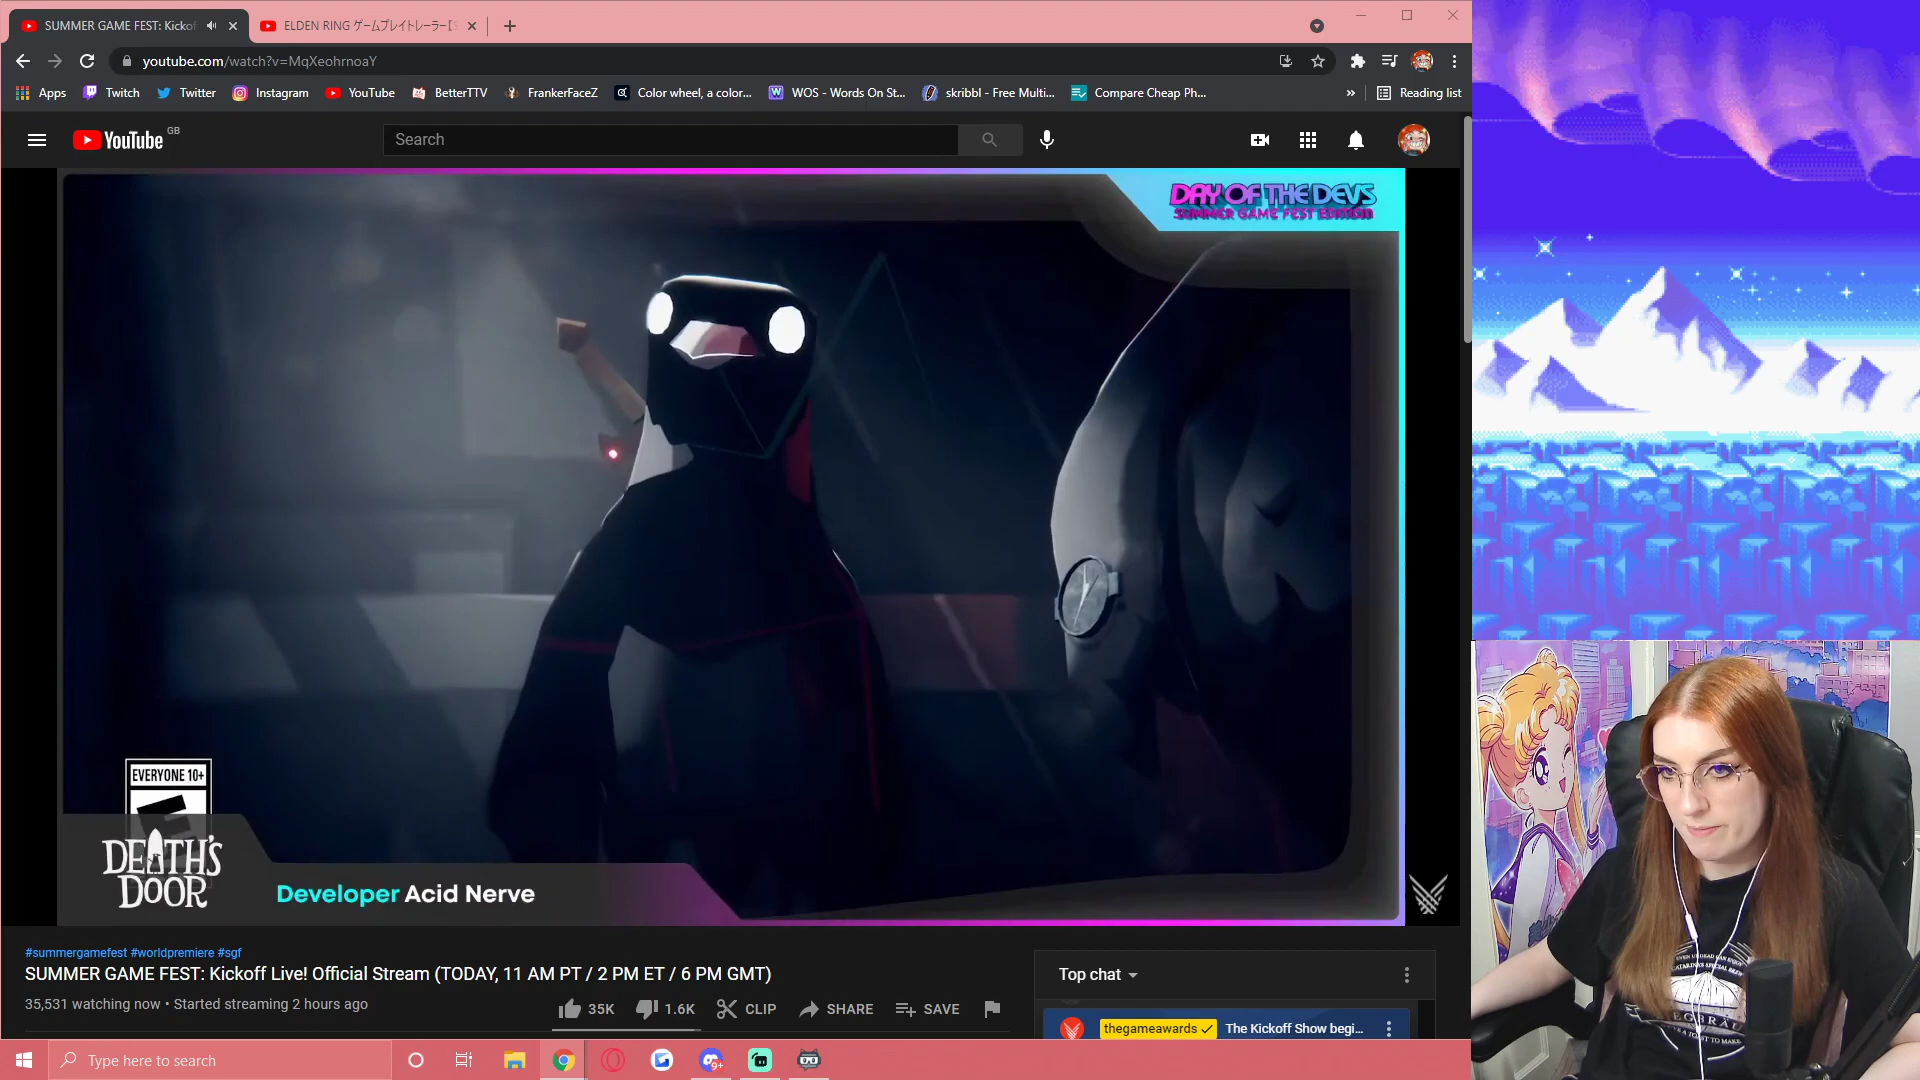 SUMMER GAME FEST: Kickof
ELDEN RING ゲームプレイトレーラー【S
youtube.com/watch?v=MqXeohrnoaY
Apps
Twitch
Twitter
Instagram
YouTube
BetterTTV
FrankerFaceZ
Color wheel, a color...
WOS - Words On St...
skribbl - Free Multi...
Compare Cheap Ph...
»
Reading list
YouTube GB
Search
DAY OF THE DEVS
SUMMER GAME FEST EDITION
EVERYONE 10+
DEATH'S
DOOR
Developer Acid Nerve
#summergamefest #worldpremiere #sgf
SUMMER GAME FEST: Kickoff Live! Official Stream (TODAY, 11 AM PT / 2 PM ET / 6 PM GMT)
35,531 watching now • Started streaming 2 hours ago
35K
1.6K
CLIP
SHARE
SAVE
Top chat
thegameawards
The Kickoff Show begi...
Type here to search
9+